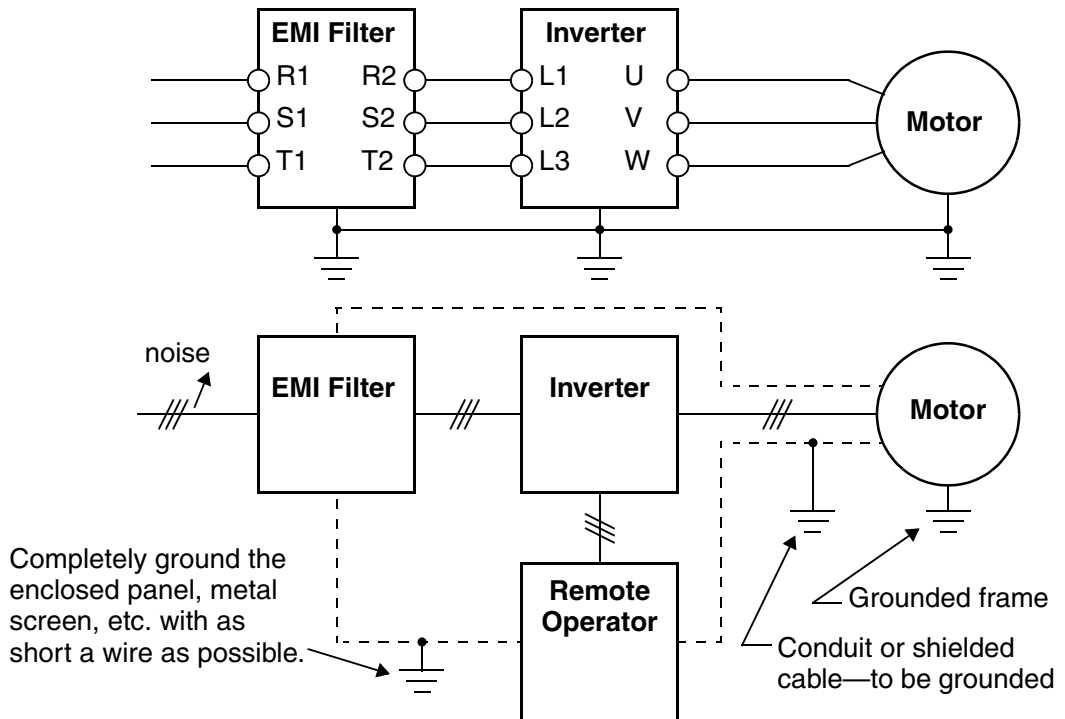 EMI Filter
Inverter
R1 R2 L1 U
S1 S2 L2 V
T1 T2 L3 W
Motor
noise
EMI Filter
Inverter
Motor
Completely ground the
enclosed panel, metal
screen, etc. with as
short a wire as possible.
Remote
Operator
Grounded frame
Conduit or shielded
cable—to be grounded